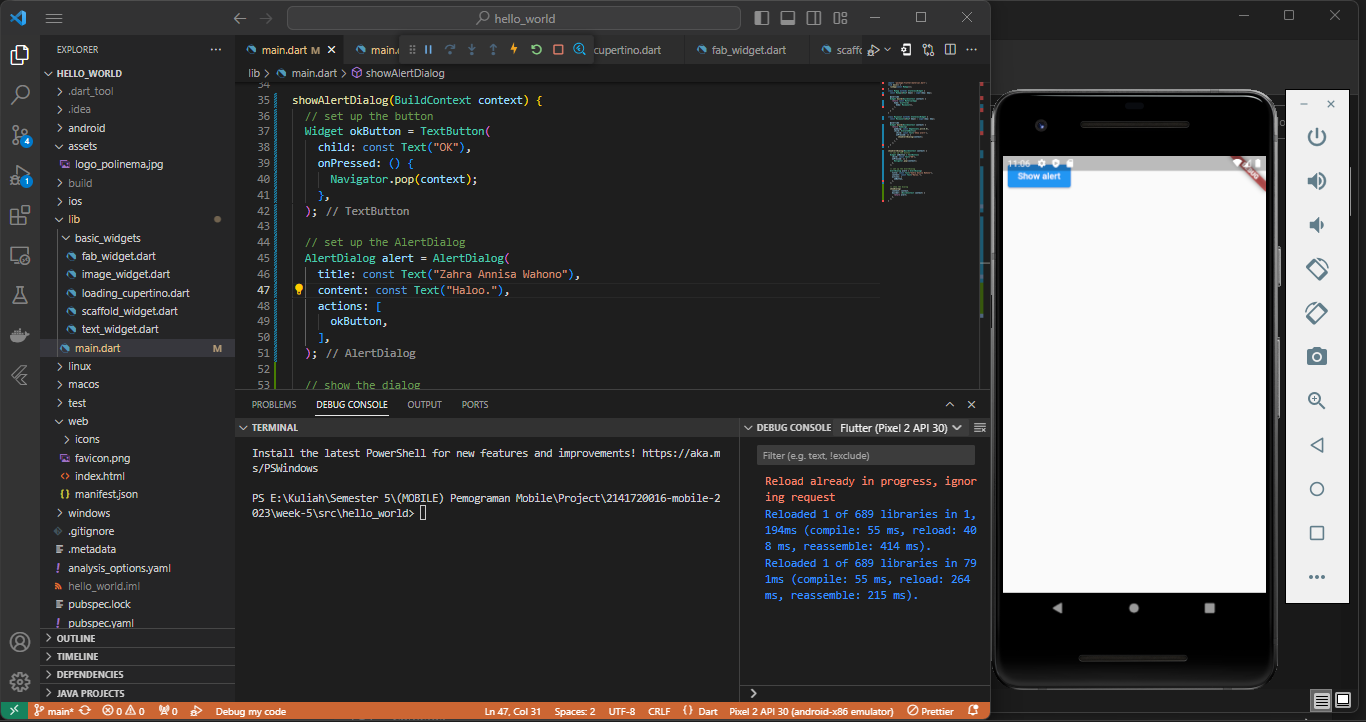 hello_world
EXPLORER
HELLO_WORLD
.dart_tool
.idea
android
assets
logo_polinema.jpg
build
ios
lib
basic_widgets
fab_widget.dart
image_widget.dart
loading_cupertino.dart
scaffold_widget.dart
text_widget.dart
main.dart M
linux
macos
test
web
icons
favicon.png
index.html
manifest.json
windows
.gitignore
.metadata
analysis_options.yaml
hello_world.iml
pubspec.lock
pubspec.yaml
OUTLINE
TIMELINE
DEPENDENCIES
JAVA PROJECTS
4
1
main.dart M
main.
cupertino.dart
fab_widget.dart
scaffo
lib > main.dart > showAlertDialog
34
35 showAlertDialog(BuildContext context) {
36 // set up the button
37 Widget okButton = TextButton(
38 child: const Text("OK"),
39 onPressed: () {
40 Navigator.pop(context);
41 },
42 ); // TextButton
43
44 // set up the AlertDialog
45 AlertDialog alert = AlertDialog(
46 title: const Text("Zahra Annisa Wahono"),
47 content: const Text("Haloo."),
48 actions: [
49 okButton,
50 ],
51 ); // AlertDialog
52
53 // show the dialog
PROBLEMS DEBUG CONSOLE OUTPUT PORTS
TERMINAL
Install the latest PowerShell for new features and improvements! https://aka.m
s/PSWindows
PS E:\Kuliah\Semester 5\(MOBILE) Pemograman Mobile\Project\2141720016-mobile-2
023\week-5\src\hello_world>
DEBUG CONSOLE Flutter (Pixel 2 API 30)
Filter (e.g. text, !exclude)
Reload already in progress, ignor
ing request
Reloaded 1 of 689 libraries in 1,
194ms (compile: 55 ms, reload: 40
8 ms, reassemble: 414 ms).
Reloaded 1 of 689 libraries in 79
1ms (compile: 55 ms, reload: 264
ms, reassemble: 215 ms).
main* 0 0 0 Debug my code Ln 47, Col 31 Spaces: 2 UTF-8 CRLF {} Dart Pixel 2 API 30 (android-x86 emulator) Prettier
11:06
Show alert